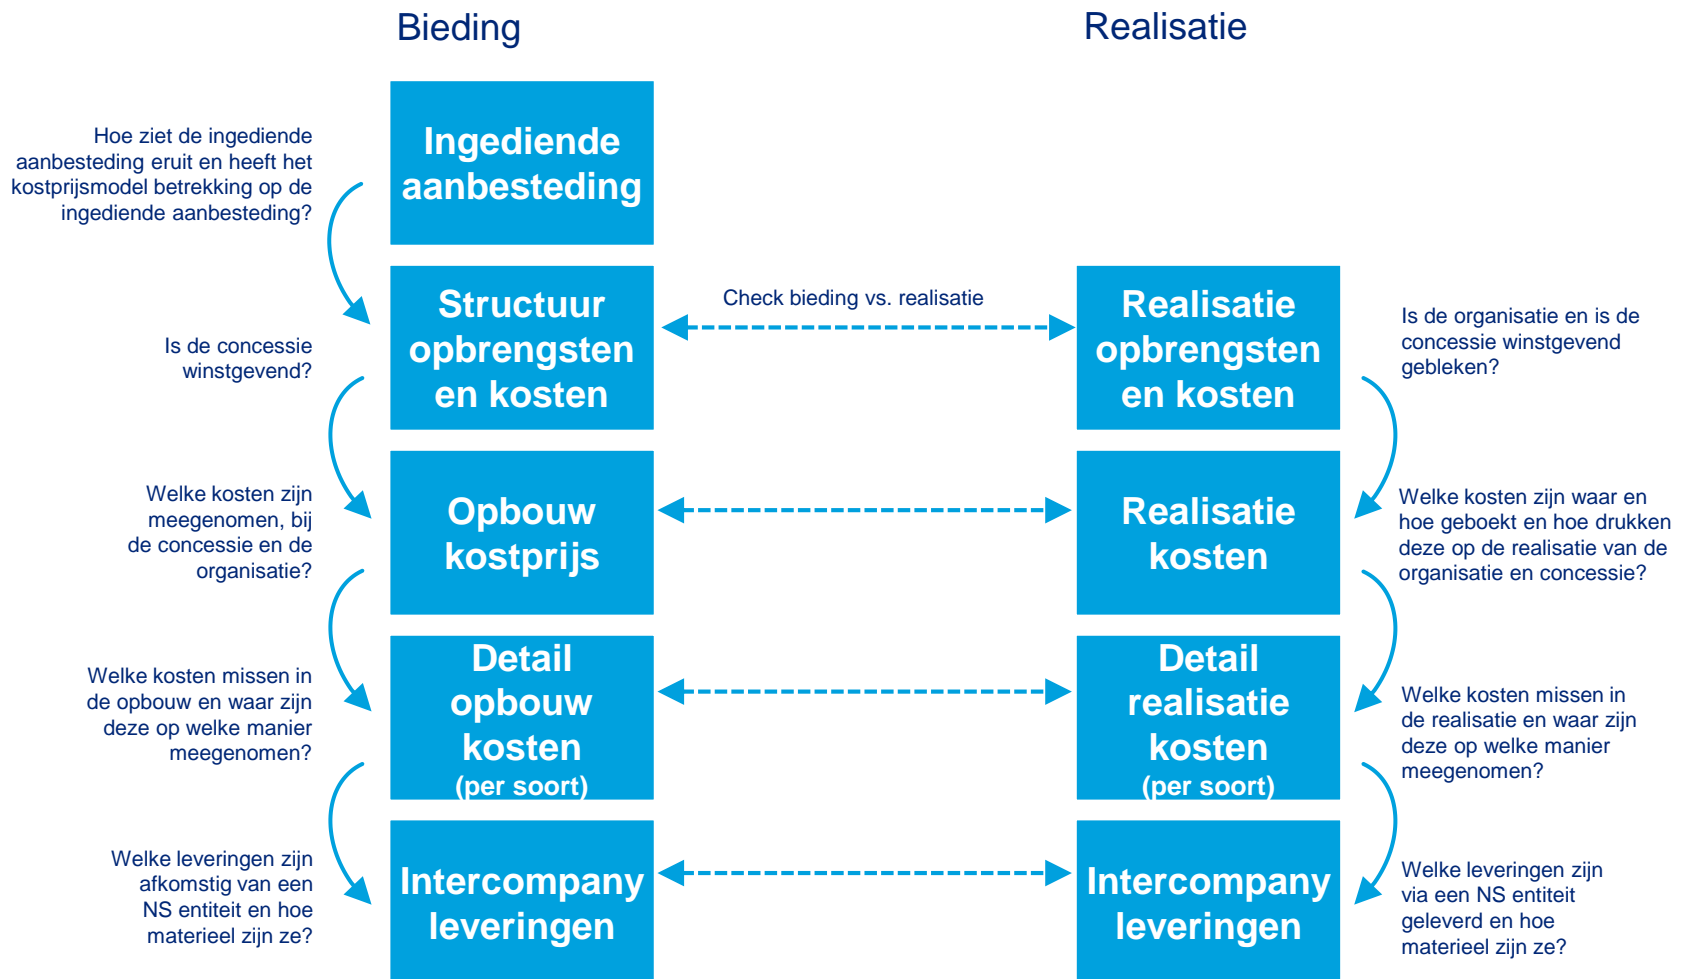 Bieding
Realisatie
Hoe ziet de ingediende
aanbesteding eruit en heeft het
kostprijsmodel betrekking op de
ingediende aanbesteding?
Ingediende
aanbesteding
Is de concessie
winstgevend?
Structuur
opbrengsten
en kosten
Check bieding vs. realisatie
Realisatie
opbrengsten
en kosten
Is de organisatie en is de
concessie winstgevend
gebleken?
Welke kosten zijn
meegenomen, bij
de concessie en de
organisatie?
Opbouw
kostprijs
Realisatie
kosten
Welke kosten zijn waar en
hoe geboekt en hoe drukken
deze op de realisatie van de
organisatie en concessie?
Welke kosten missen in
de opbouw en waar zijn
deze op welke manier
meegenomen?
Detail
opbouw
kosten
(per soort)
Detail
realisatie
kosten
(per soort)
Welke kosten missen in
de realisatie en waar zijn
deze op welke manier
meegenomen?
Welke leveringen zijn
afkomstig van een
NS entiteit en hoe
materieel zijn ze?
Intercompany
leveringen
Intercompany
leveringen
Welke leveringen zijn
via een NS entiteit
geleverd en hoe
materieel zijn ze?